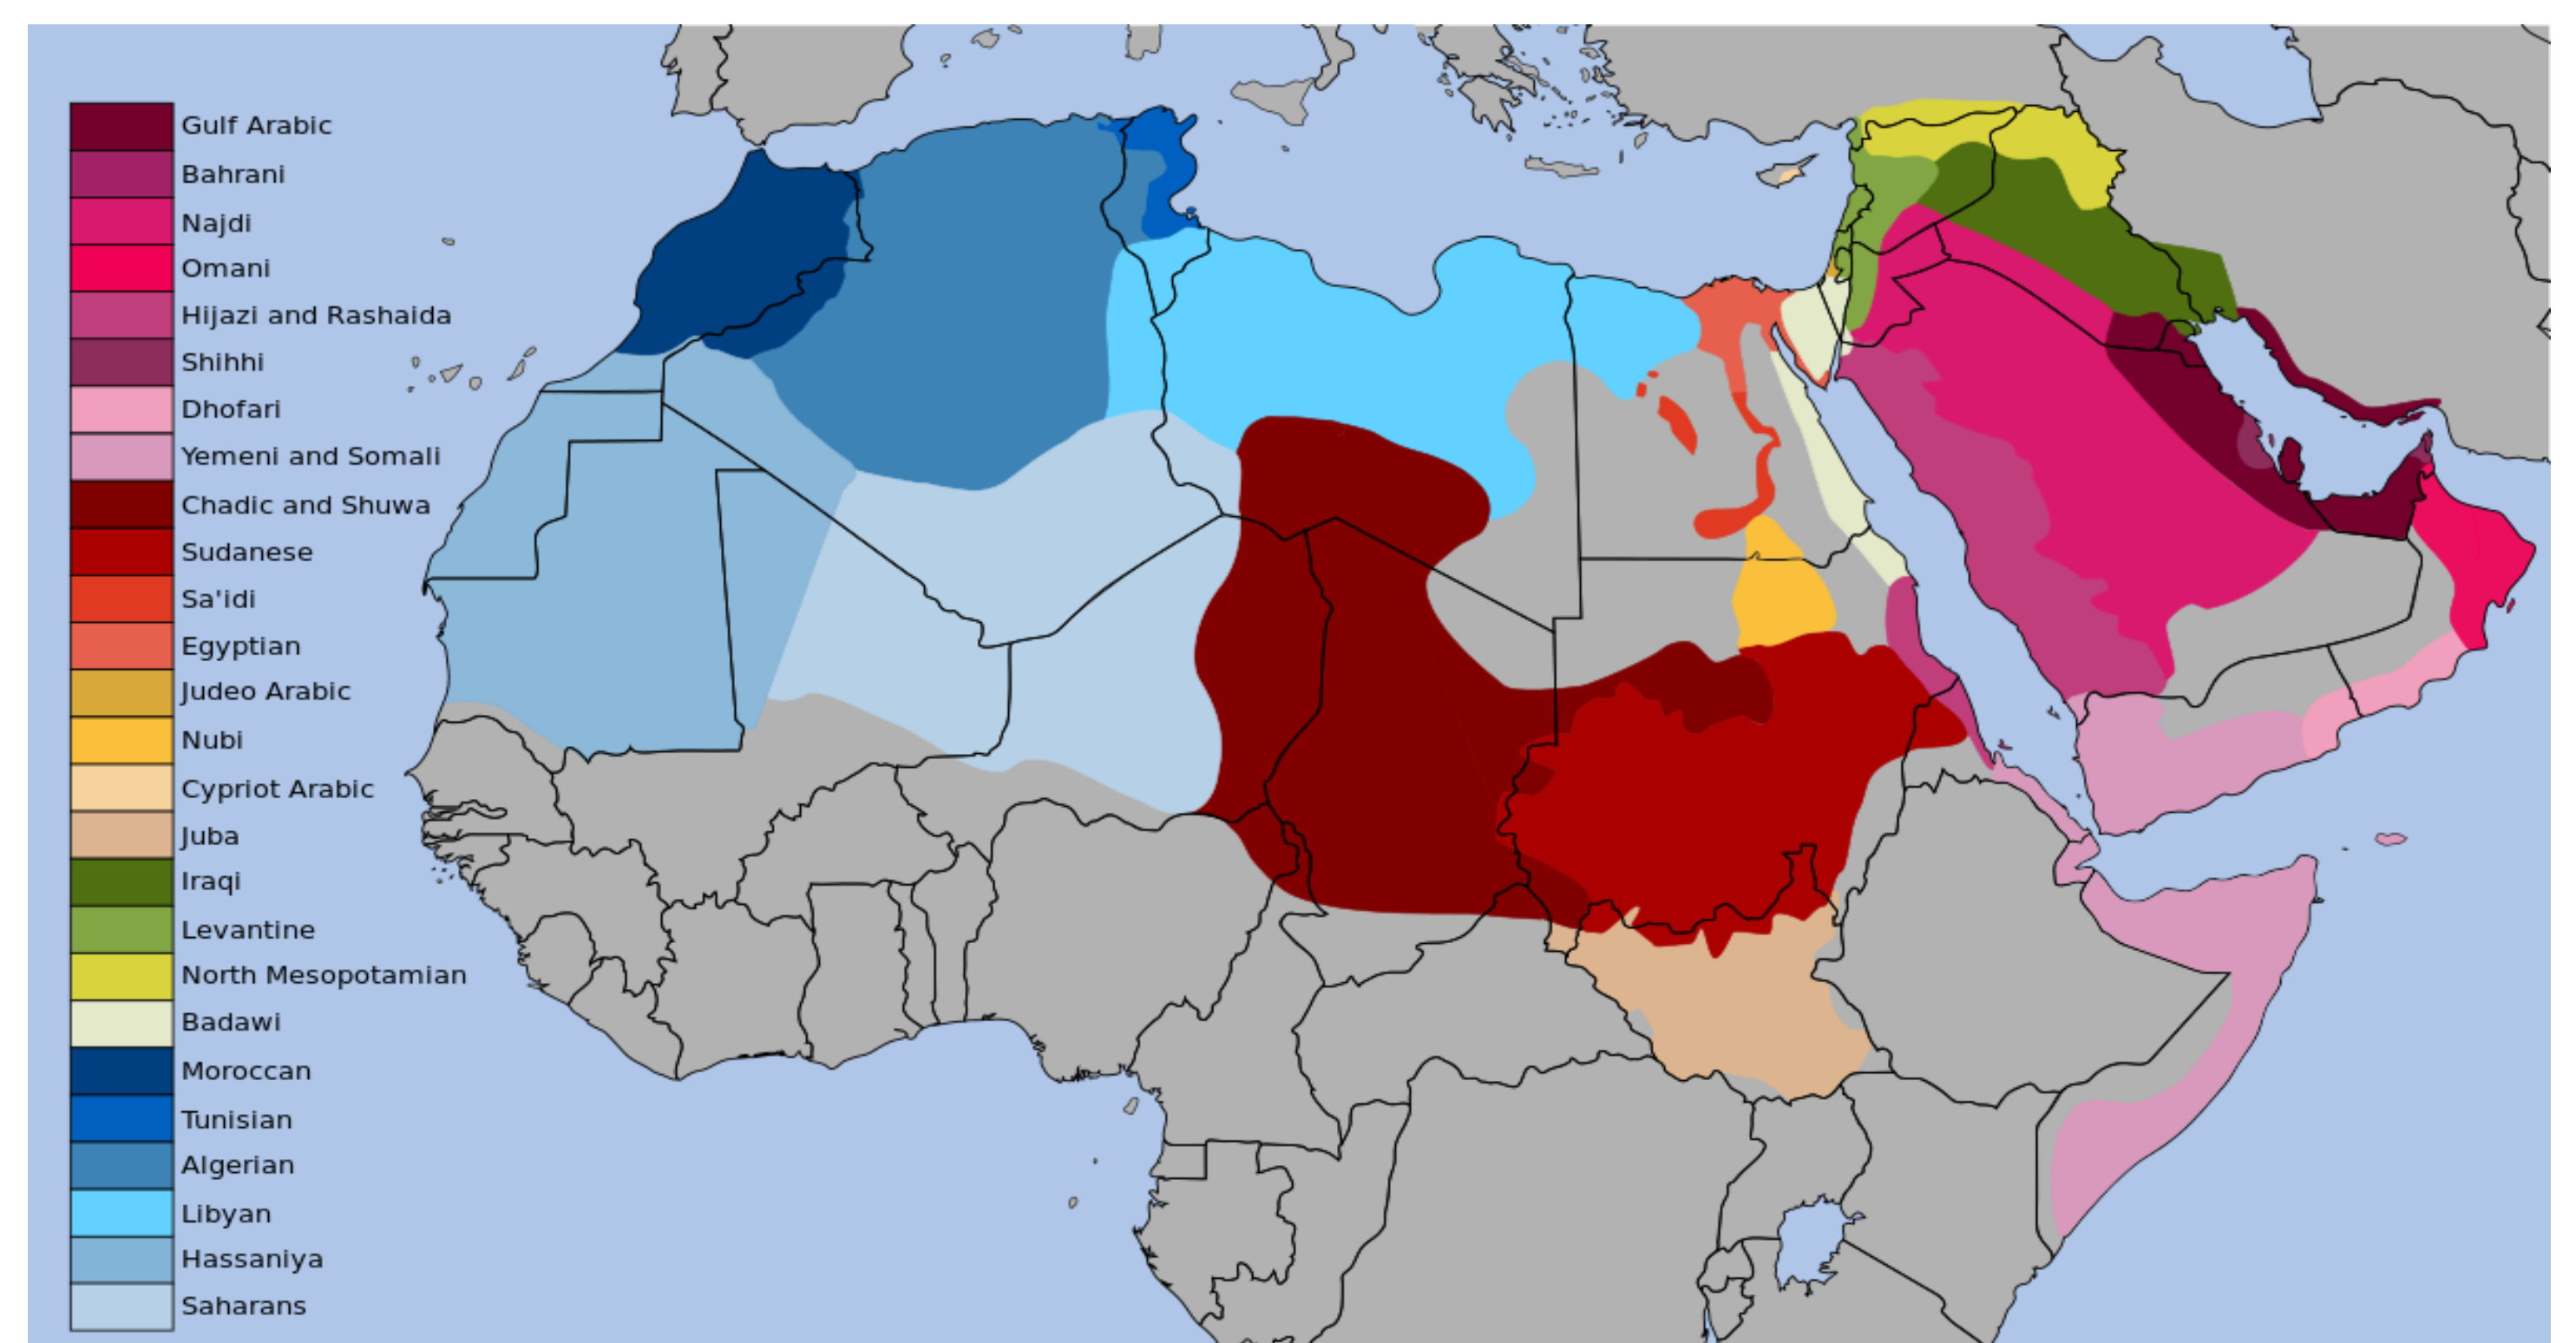 Gulf Arabic
Bahrani
Najdi
Omani
Hijazi and Rashaida
Shihhi
Dhofari
Yemeni and Somali
Chadic and Shuwa
Sudanese
Sa'idi
Egyptian
Judeo Arabic
Nubi
Cypriot Arabic
Juba
Iraqi
Levantine
North Mesopotamian
Badawi
Moroccan
Tunisian
Algerian
Libyan
Hassaniya
Saharans